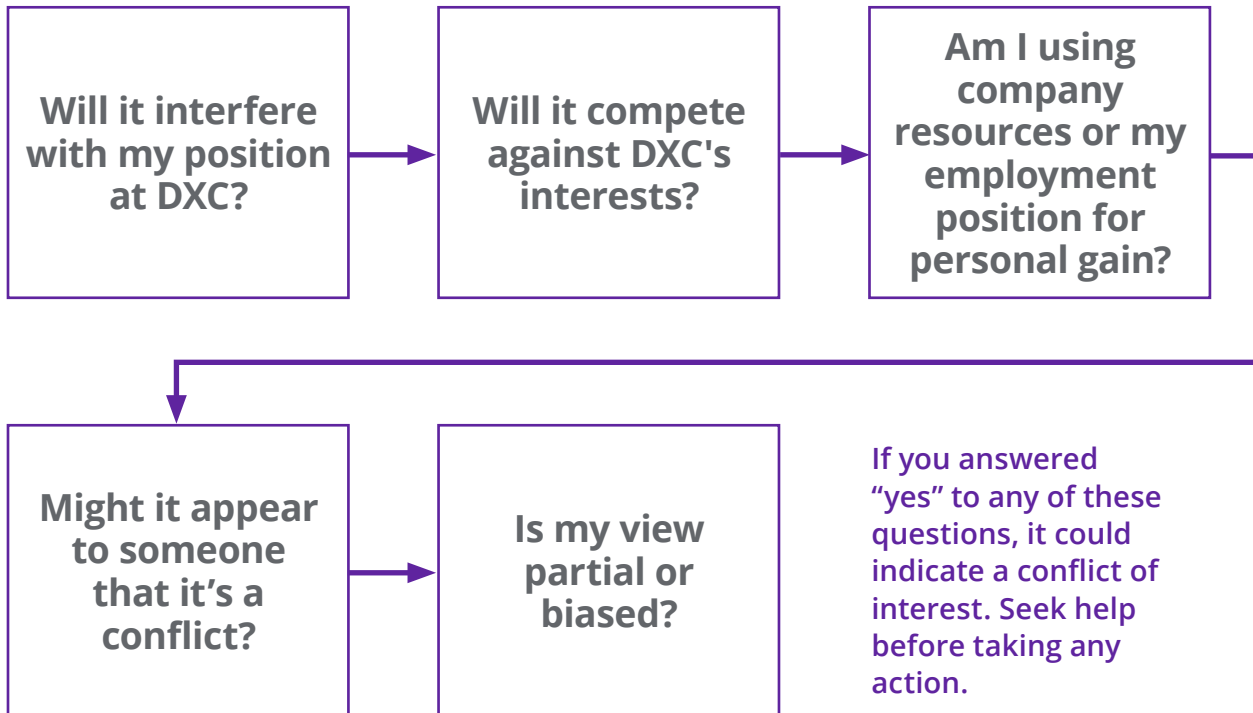 Will it interfere
with my position
at DXC?
Will it compete
against DXC's
interests?
Am I using
company
resources or my
employment
position for
personal gain?
Might it appear
to someone
that it’s a
conflict?
Is my view
partial or
biased?
If you answered
“yes” to any of these
questions, it could
indicate a conflict of
interest. Seek help
before taking any
action.